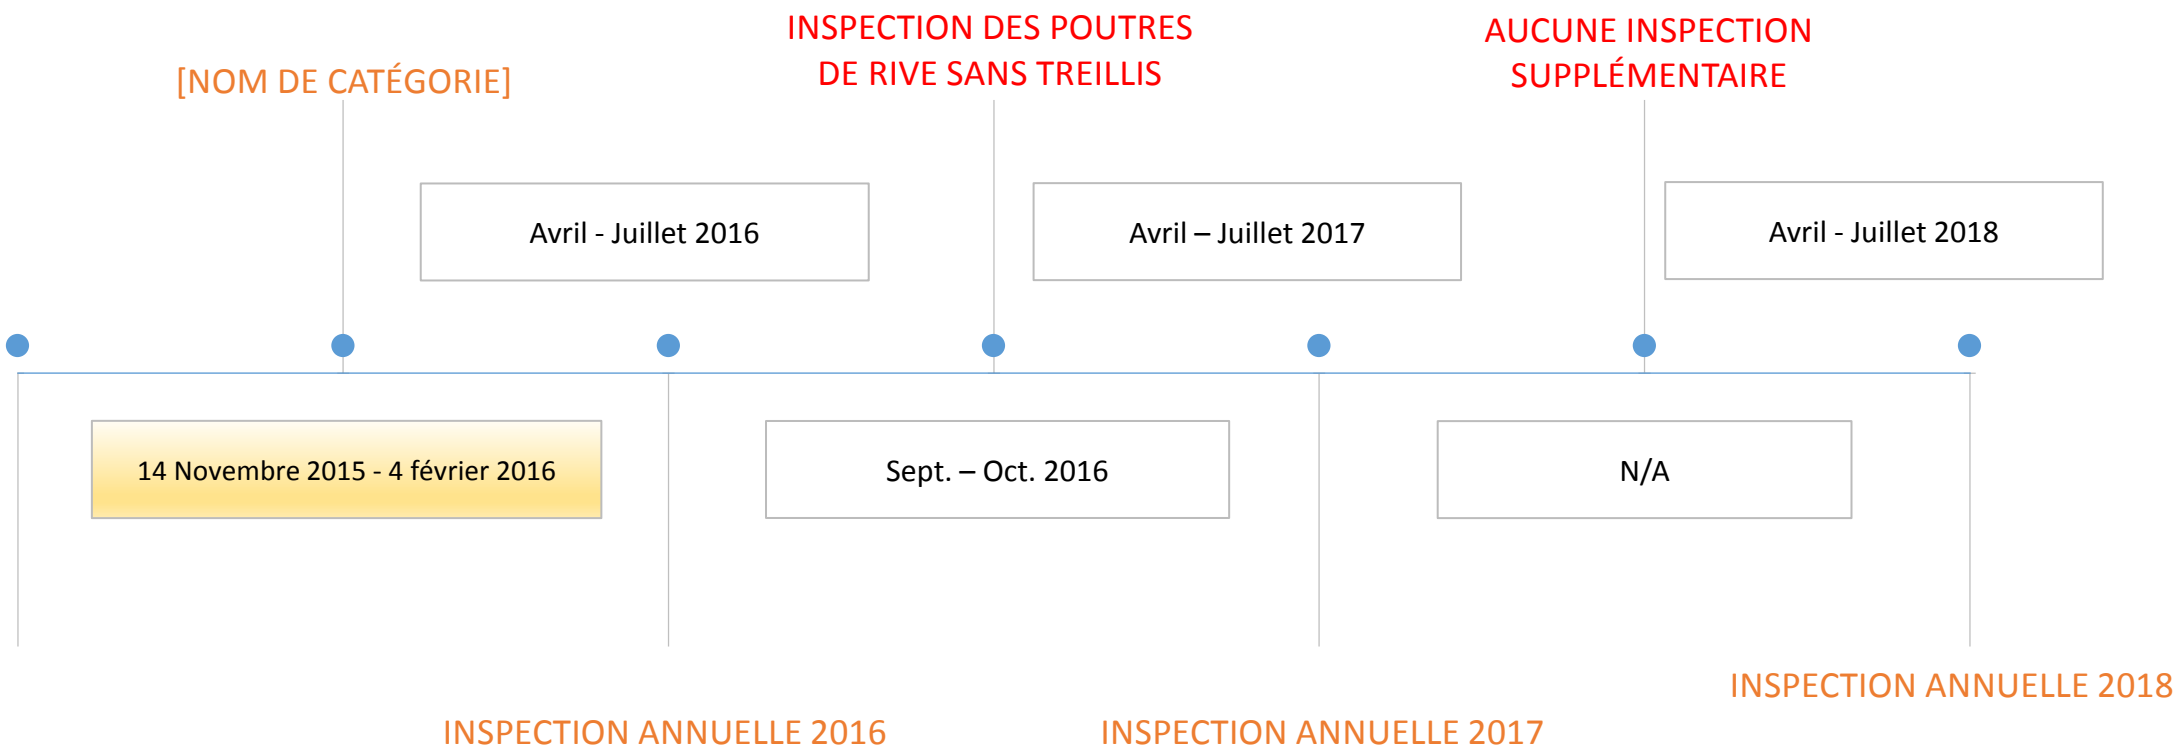 INSPECTION DES POUTRES
DE RIVE SANS TREILLIS
AUCUNE INSPECTION
SUPPLÉMENTAIRE
[NOM DE CATÉGORIE]
Avril - Juillet 2016
Avril – Juillet 2017
Avril - Juillet 2018
14 Novembre 2015 - 4 février 2016
Sept. – Oct. 2016
N/A
INSPECTION ANNUELLE 2018
INSPECTION ANNUELLE 2016
INSPECTION ANNUELLE 2017